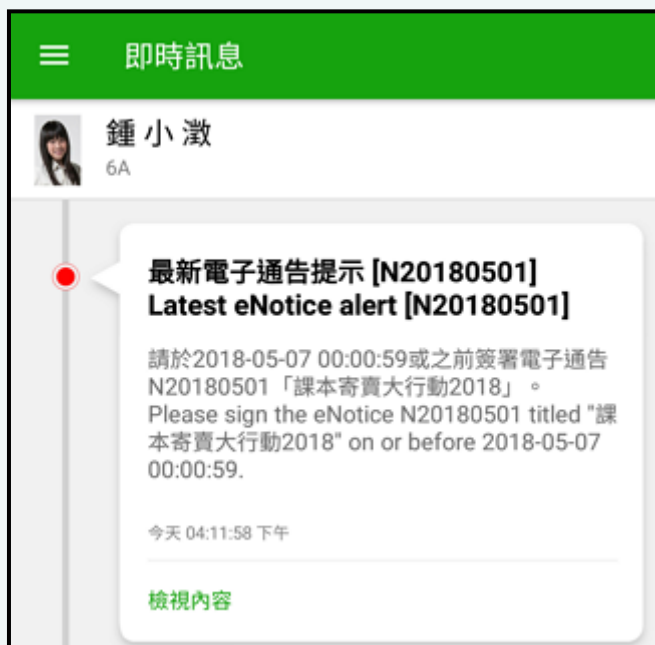 即時訊息
鍾小澂
6A
最新電子通告提示 [N20180501]
Latest eNotice alert [N20180501]
請於2018-05-07 00:00:59或之前簽署電子通告
N20180501「課本寄賣大行動2018」。
Please sign the eNotice N20180501 titled "課
本寄賣大行動2018" on or before 2018-05-07
00:00:59.
今天 04:11:58 下午
檢視內容